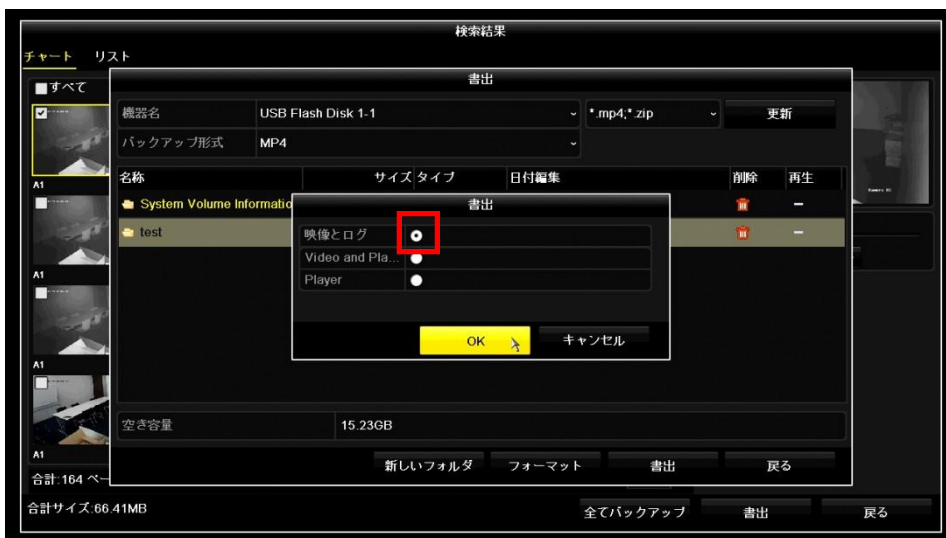 検索結果
チャート リスト
すべて
書出
機器名 USB Flash Disk 1-1 *.mp4;*.zip 更新
バックアップ形式 MP4
名称 サイズ タイプ 日付編集 削除 再生
System Volume Informatio
test
書出
映像とログ
Video and Pla...
Player
OK キャンセル
A1
A1
A1
A1
空き容量 15.23GB
新しいフォルダ フォーマット 書出 戻る
合計:164 ペー
合計サイズ:66.41MB
全てバックアップ 書出 戻る